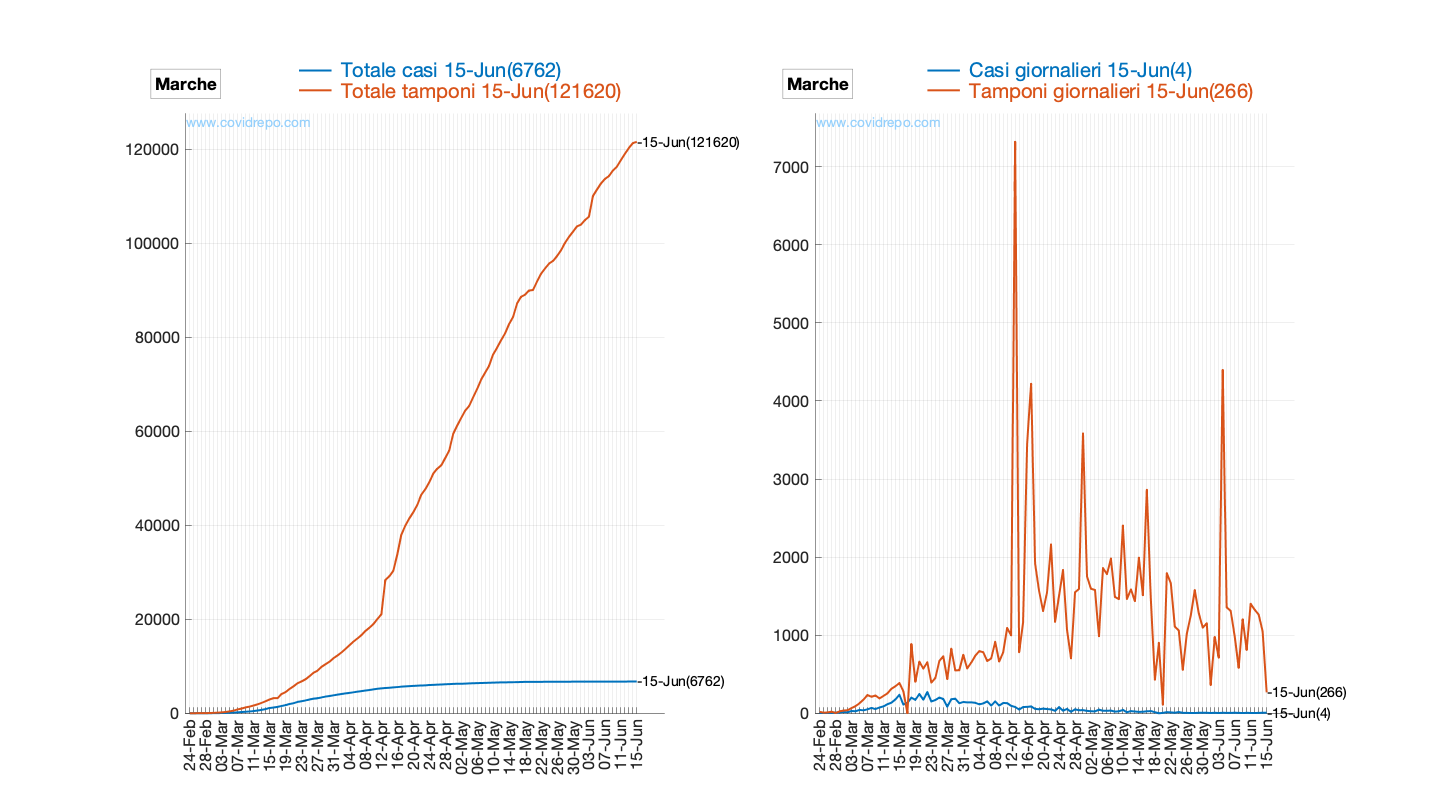 Marche
Totale casi 15-Jun(6762)
Totale tamponi 15-Jun(121620)
www.covidrepo.com
-15-Jun(121620)
120000
100000
80000
60000
40000
20000
0
-15-Jun(6762)
24-Feb
28-Feb
03-Mar
07-Mar
11-Mar
15-Mar
19-Mar
23-Mar
27-Mar
31-Mar
04-Apr
08-Apr
12-Apr
16-Apr
20-Apr
24-Apr
28-Apr
02-May
06-May
10-May
14-May
18-May
22-May
26-May
30-May
03-Jun
07-Jun
11-Jun
15-Jun
Marche
Casi giornalieri 15-Jun(4)
Tamponi giornalieri 15-Jun(266)
www.covidrepo.com
7000
6000
5000
4000
3000
2000
1000
0
-15-Jun(266)
-15-Jun(4)
24-Feb
28-Feb
03-Mar
07-Mar
11-Mar
15-Mar
19-Mar
23-Mar
27-Mar
31-Mar
04-Apr
08-Apr
12-Apr
16-Apr
20-Apr
24-Apr
28-Apr
02-May
06-May
10-May
14-May
18-May
22-May
26-May
30-May
03-Jun
07-Jun
11-Jun
15-Jun